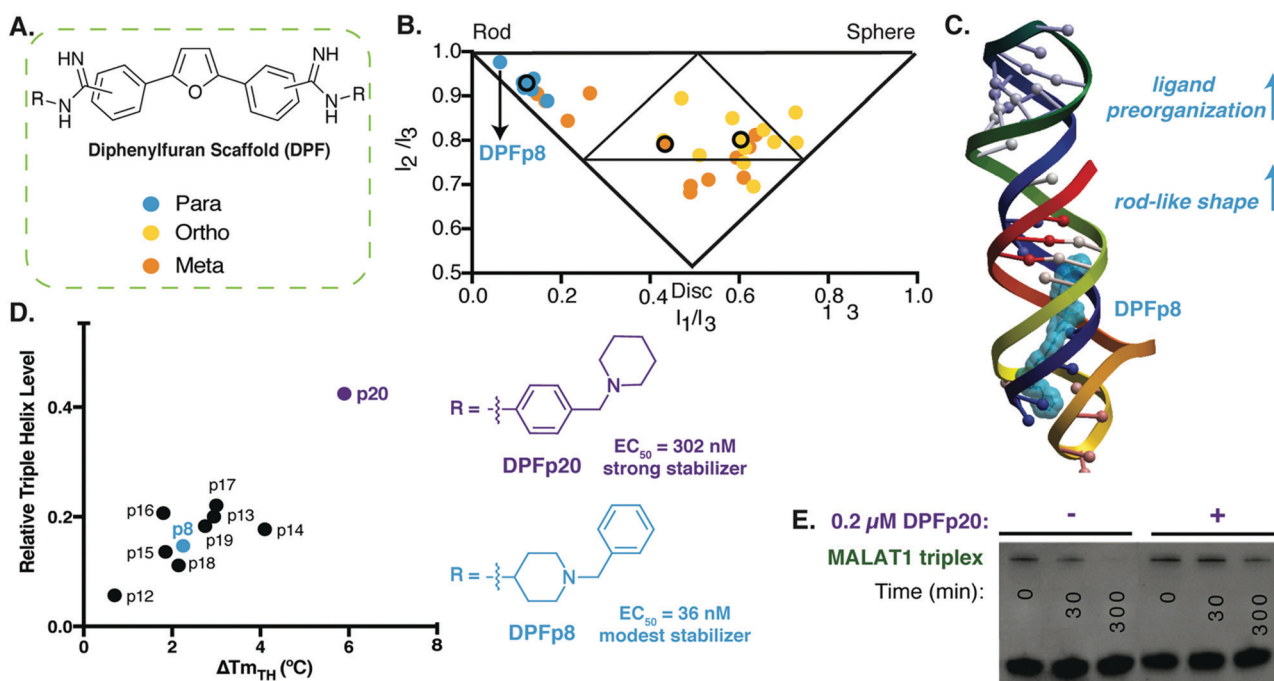 A.
NH
R
N
H
O
NH
R
N
H
Diphenylfuran Scaffold (DPF)
Para
Ortho
Meta
B.
Rod
Sphere
1.0
0.9
0.8
0.7
0.6
0.5
I2/I3
DPFp8
0.0
0.2
0.4
0.6
0.8
1.0
Disc
I1/I3
1 3
C.
ligand
preorganization
rod-like shape
DPFp8
D.
Relative Triple Helix Level
0.4
0.2
0.0
p20
p17
p16
p13
p8
p14
p19
p15
p18
p12
0
2
4
6
8
ΔTmTH (ºC)
N
R =
DPFp20
EC50 = 302 nM
strong stabilizer
R =
N
DPFp8
EC50 = 36 nM
modest stabilizer
E.
0.2 µM DPFp20:
-
+
MALAT1 triplex
Time (min):
0
30
300
0
30
300